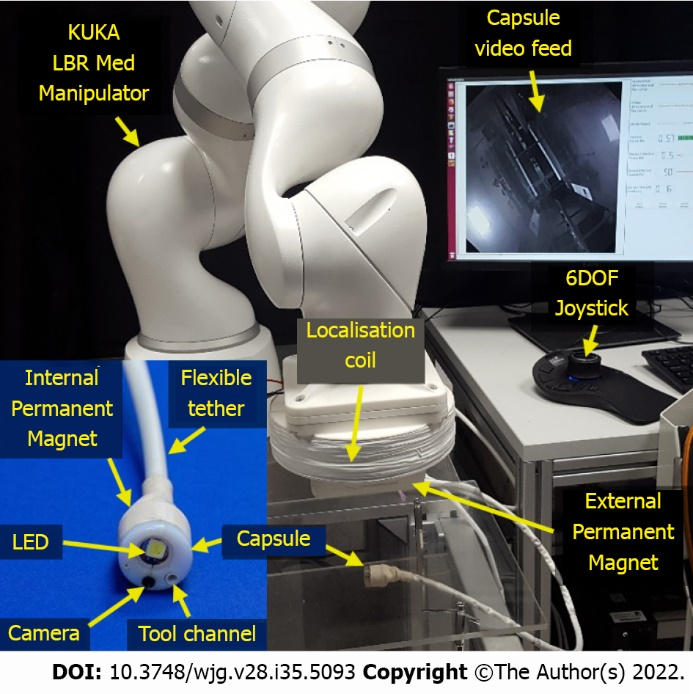 KUKA
LBR Med
Manipulator
Capsule
video feed
6DOF
Joystick
Localisation
coil
Internal
Permanent
Magnet
Flexible
tether
LED
Capsule
Camera
Tool channel
External
Permanent
Magnet
DOI: 10.3748/wjg.v28.i35.5093 Copyright ©The Author(s) 2022.